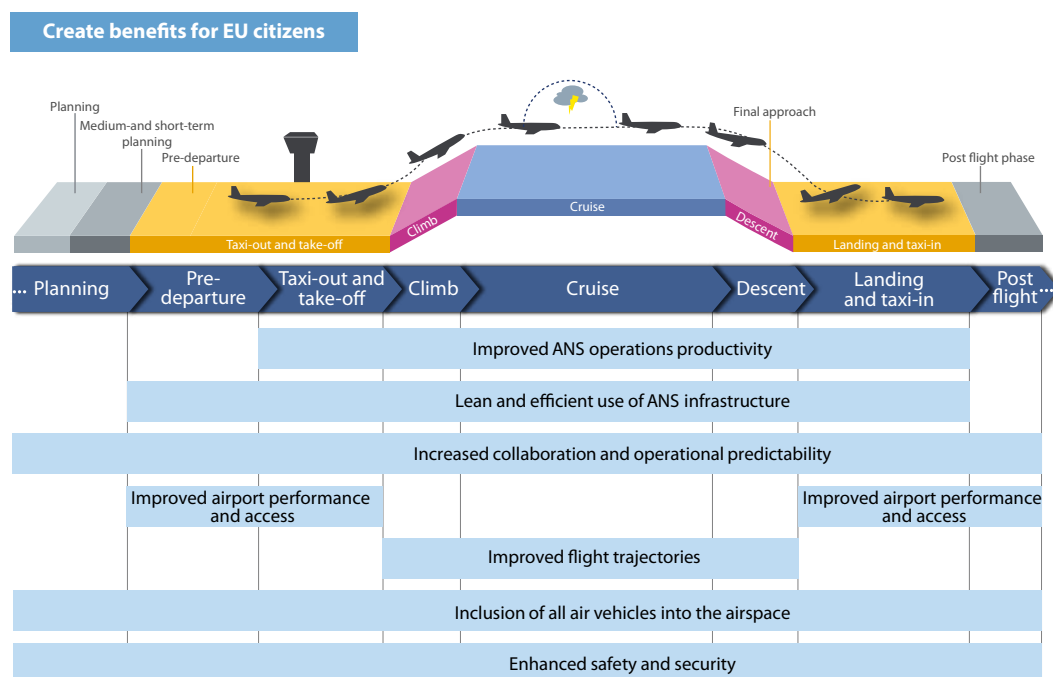 Create benefits for EU citizens
Planning
Medium-and short-term
planning
Pre-departure
Final approach
Post flight phase
Taxi-out and take-off
Climb
Cruise
Descent
Landing and taxi-in
... Planning
Pre-
departure
Taxi-out and
take-off
Climb
Cruise
Descent
Landing
and taxi-in
Post
flight...
Improved ANS operations productivity
Lean and efficient use of ANS infrastructure
Increased collaboration and operational predictability
Improved airport performance
and access
Improved airport performance
and access
Improved flight trajectories
Inclusion of all air vehicles into the airspace
Enhanced safety and security